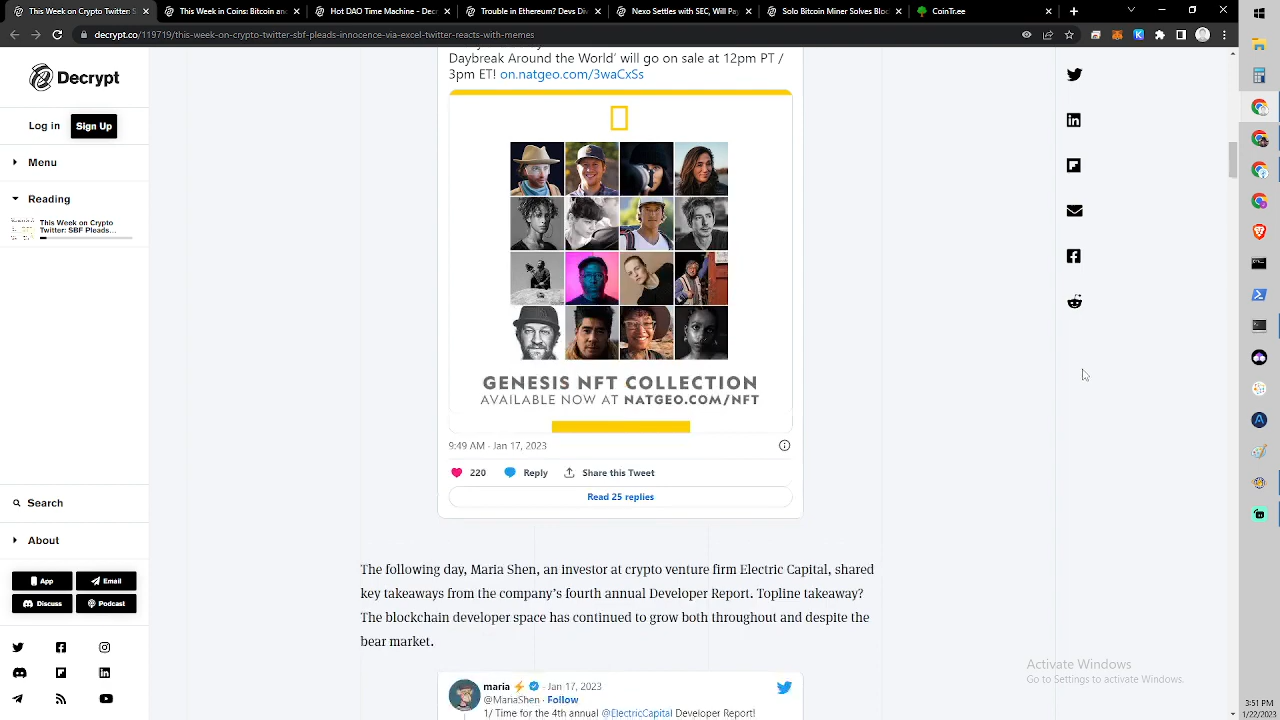 This Week on Crypto Twitter: S
This Week in Coins: Bitcoin an
Hot DAO Time Machine - Dec
Trouble in Ethereum? Devs Di
Nexo Settles with SEC, Will Pay
Solo Bitcoin Miner Solves Bloc
CoinTree
decrypt.co/119719/this-week-on-crypto-twitter-sbf-pleads-innocence-via-excel-twitter-reacts-with-memes
Decrypt
Log in
Sign Up
Menu
Reading
This Week on Crypto
Twitter: SBF Pleads...
Search
About
App
Email
Discuss
Podcast
Daybreak Around the World' will go on sale at 12pm PT /
3pm ET! on.natgeo.com/3waCxSs
GENESIS NFT COLLECTION
AVAILABLE NOW AT NATGEO.COM/NFT
9:49 AM · Jan 17, 2023
220 Reply Share this Tweet
Read 25 replies
The following day, Maria Shen, an investor at crypto venture firm Electric Capital, shared
key takeaways from the company's fourth annual Developer Report. Topline takeaway?
The blockchain developer space has continued to grow both throughout and despite the
bear market.
maria ⚡ · Jan 17, 2023
@MariaShen · Follow
1/ Time for the 4th annual @ElectricCapital Developer Report!
Activate Windows
Go to Settings to activate Windows.
3:51 PM
1/22/2023